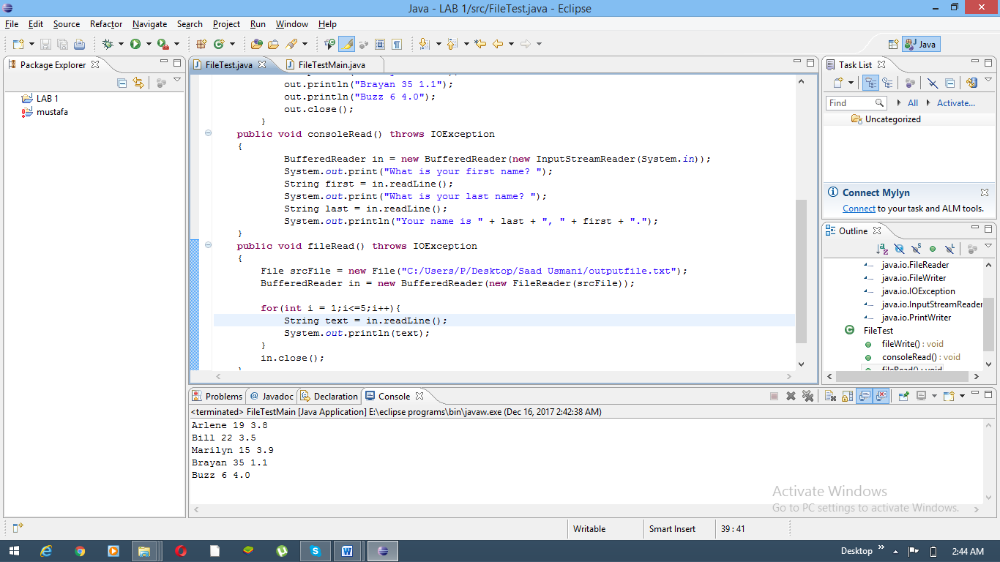 Java - LAB 1/src/FileTest.java - Eclipse
File Edit Source Refactor Navigate Search Project Run Window Help
Java
Package Explorer
LAB 1
mustafa
FileTest.java
FileTestMain.java
out.println("Brayan 35 1.1");
out.println("Buzz 6 4.0");
out.close();
}
public void consoleRead() throws IOException
{
BufferedReader in = new BufferedReader(new InputStreamReader(System.in));
System.out.print("What is your first name? ");
String first = in.readLine();
System.out.print("What is your last name? ");
String last = in.readLine();
System.out.println("Your name is " + last + ", " + first + ".");
}
public void fileRead() throws IOException
{
File srcFile = new File("C:/Users/P/Desktop/Saad Usmani/outputfile.txt");
BufferedReader in = new BufferedReader(new FileReader(srcFile));
for(int i = 1;i<=5;i++){
String text = in.readLine();
System.out.println(text);
}
in.close();
Task List
Find
All
Activate...
Uncategorized
Connect Mylyn
Connect to your task and ALM tools.
Outline
java.io.FileReader
java.io.FileWriter
java.io.IOException
java.io.InputStreamReader
java.io.PrintWriter
FileTest
fileWrite() : void
consoleRead() : void
fileRead() : void
Problems
@ Javadoc
Declaration
Console
<terminated> FileTestMain [Java Application] E:\eclipse programs\bin\javaw.exe (Dec 16, 2017 2:42:38 AM)
Arlene 19 3.8
Bill 22 3.5
Marilyn 15 3.9
Brayan 35 1.1
Buzz 6 4.0
Activate Windows
Go to PC settings to activate Windows.
Writable
Smart Insert
39 : 41
Desktop
2:44 AM